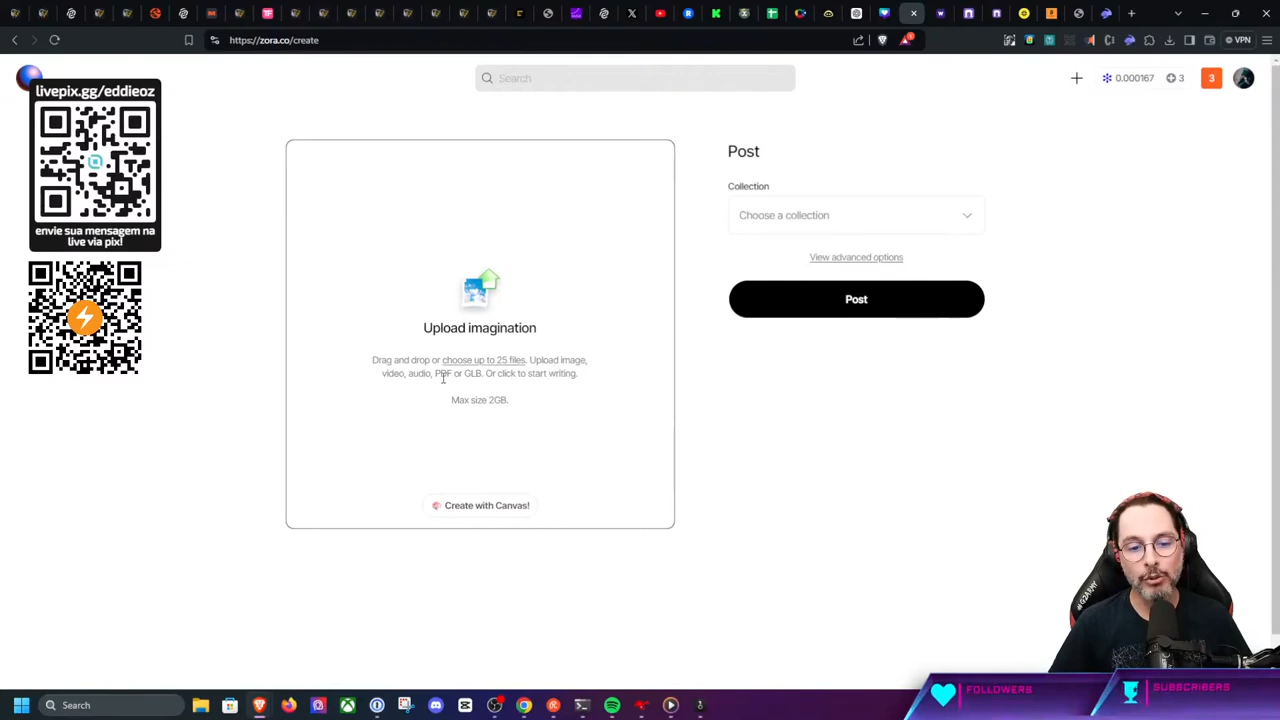 https://zora.co/create
VPN
livepix.gg/eddieoz
envie sua mensagem na
live via pix!
Search
0.000167
3
3
Upload imagination
Drag and drop or choose up to 25 files. Upload image,
video, audio, PDF or GLB. Or click to start writing.
Max size 2GB.
Create with Canvas!
Post
Collection
Choose a collection
View advanced options
Post
FOLLOWERS
SUBSCRIBERS
Search